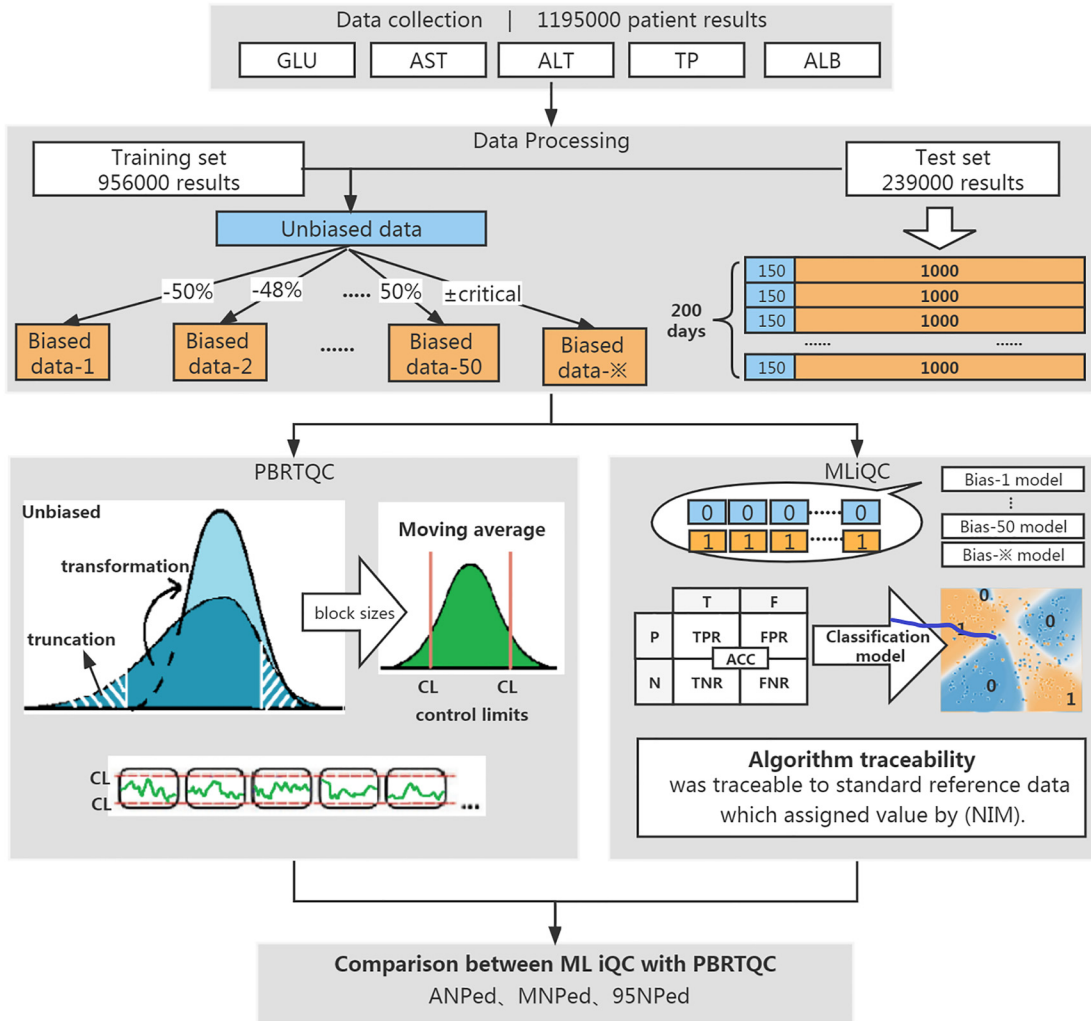 Data collection | 1195000 patient results
GLU AST ALT TP ALB
Data Processing
Training set
956000 results
Test set
239000 results
Unbiased data
-50% -48% ..... 50% ±critical
Biased
data-1
Biased
data-2
......
Biased
data-50
Biased
data-※
200
days
150 1000
150 1000
150 1000
...... ......
150 1000
PBRTQC
Unbiased
transformation
truncation
block sizes
Moving average
CL CL
control limits
CL
CL
...
MLiQC
0 0 0 ...... 0
1 1 1 ...... 1
Bias-1 model
⋮
Bias-50 model
Bias-※ model
T F
P TPR FPR
ACC
N TNR FNR
Classification
model
0
1 0
0
1
Algorithm traceability
was traceable to standard reference data
which assigned value by (NIM).
Comparison between ML iQC with PBRTQC
ANPed、MNPed、95NPed